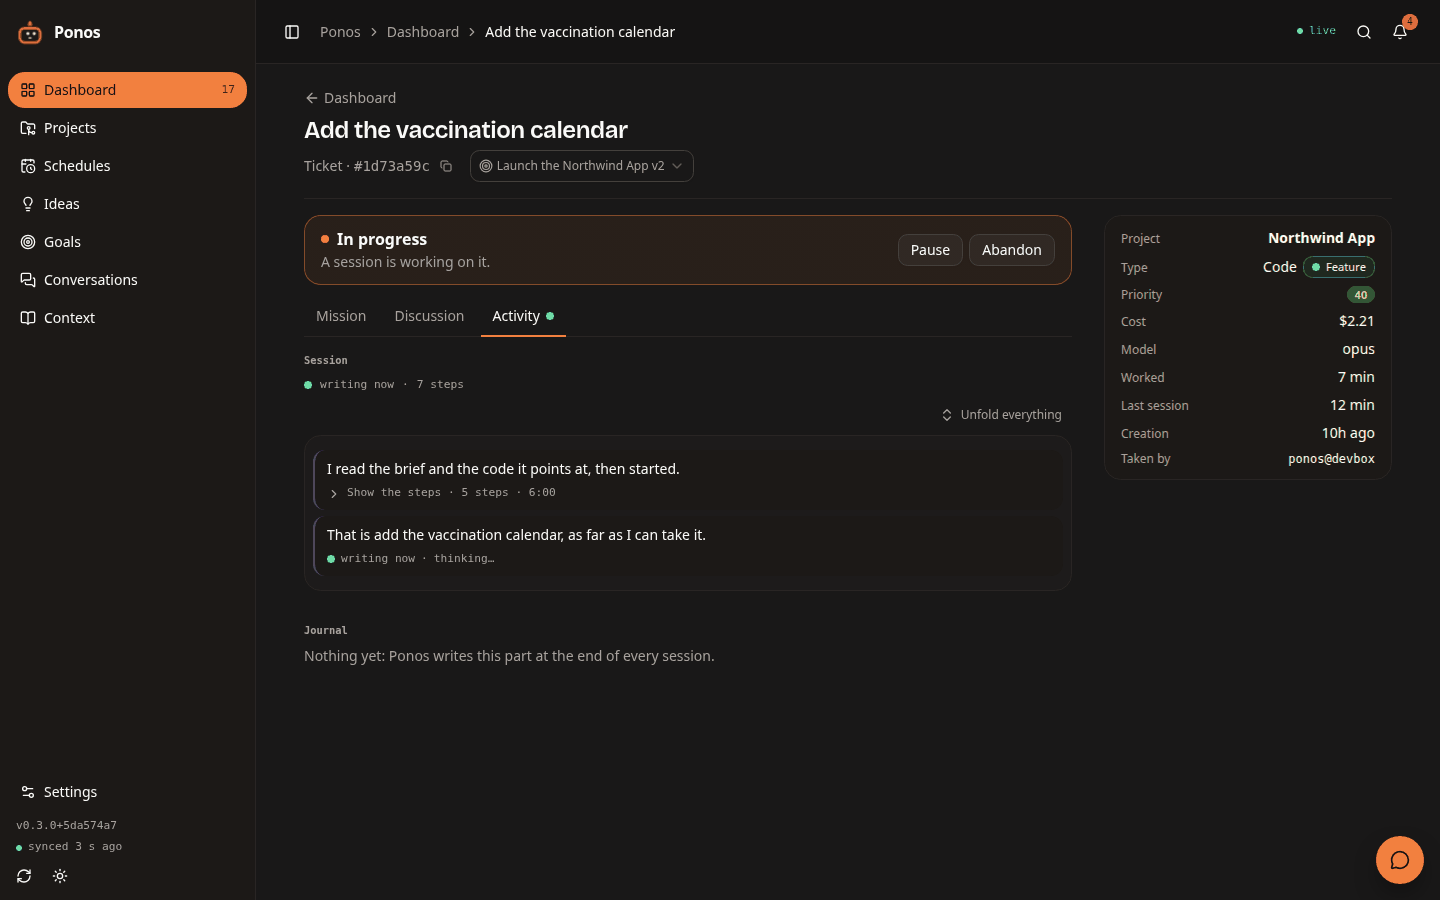 Ponos
Dashboard 17
Projects
Schedules
Ideas
Goals
Conversations
Context
Settings
v0.3.0+5da574a7
synced 3 s ago
Ponos > Dashboard > Add the vaccination calendar
live
4
← Dashboard
Add the vaccination calendar
Ticket · #1d73a59c
Launch the Northwind App v2
In progress
A session is working on it.
Pause
Abandon
Mission
Discussion
Activity
Session
writing now · 7 steps
Unfold everything
I read the brief and the code it points at, then started.
Show the steps · 5 steps · 6:00
That is add the vaccination calendar, as far as I can take it.
writing now · thinking…
Journal
Nothing yet: Ponos writes this part at the end of every session.
Project Northwind App
Type Code Feature
Priority 40
Cost $2.21
Model opus
Worked 7 min
Last session 12 min
Creation 10h ago
Taken by ponos@devbox